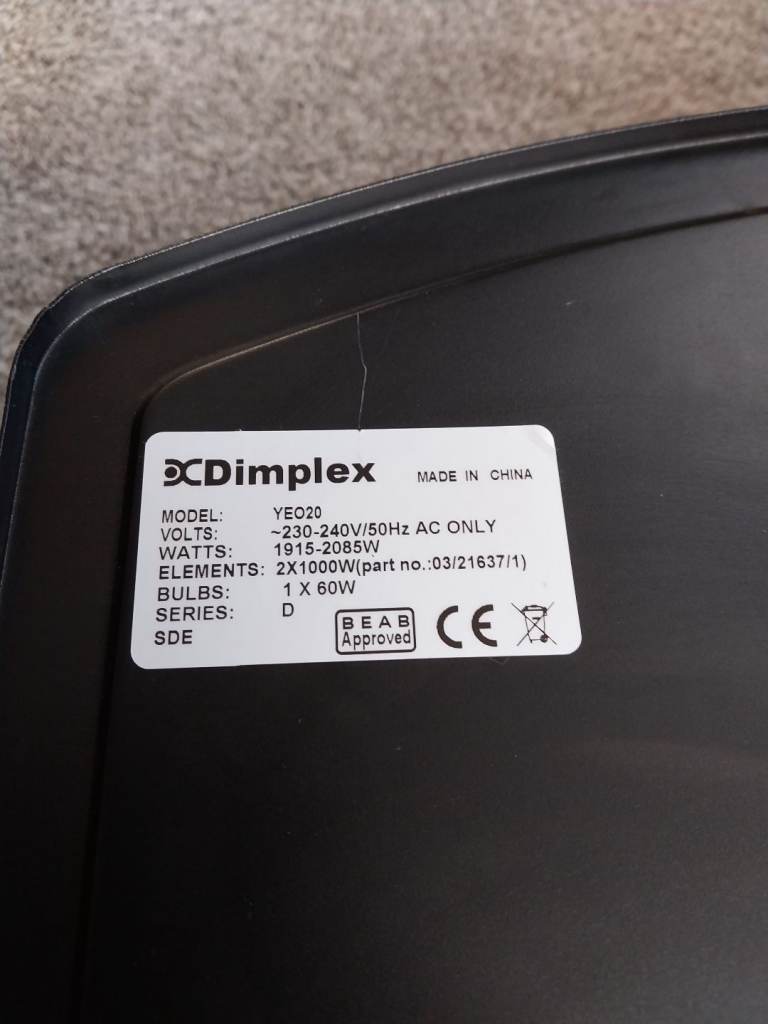 Dimplex MADE IN CHINA
MODEL: YEO20
VOLTS: ~230-240V/50Hz AC ONLY
WATTS: 1915-2085W
ELEMENTS: 2X1000W(part no.:03/21637/1)
BULBS: 1 X 60W
SERIES: D
SDE
BEAB
Approved
CE